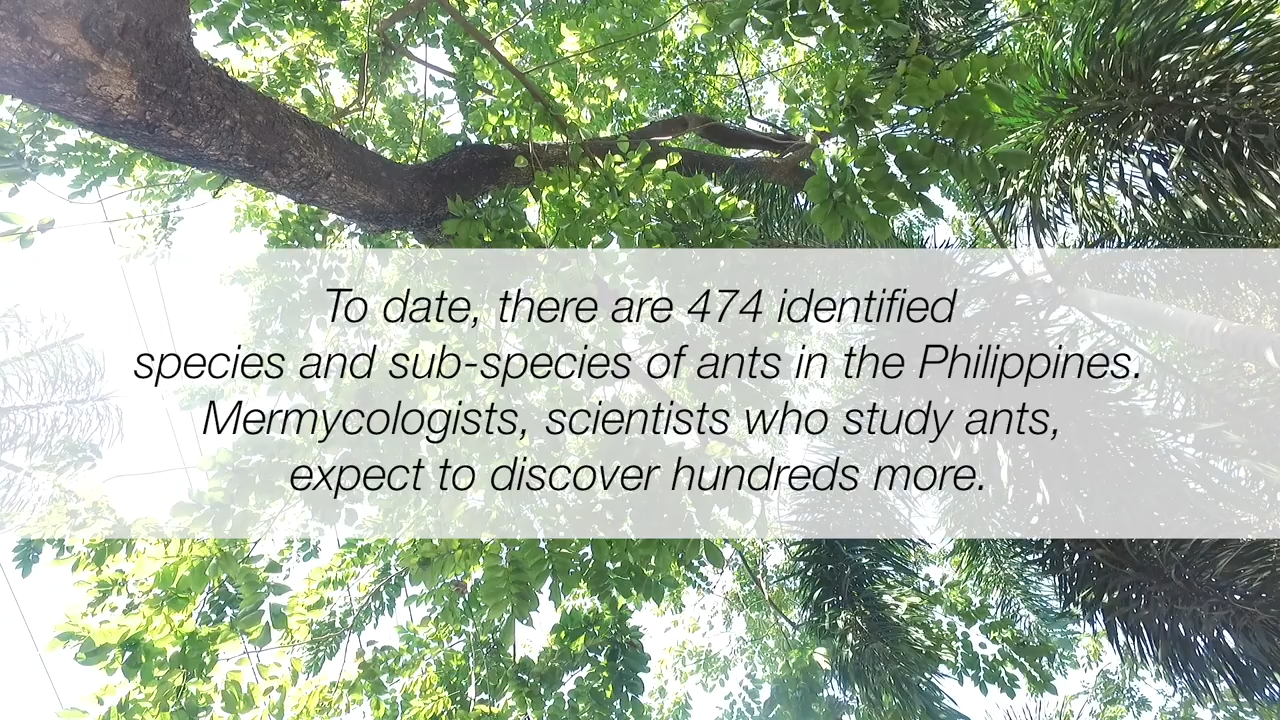 To date, there are 474 identified
species and sub-species of ants in the Philippines.
Mermycologists, scientists who study ants,
expect to discover hundreds more.